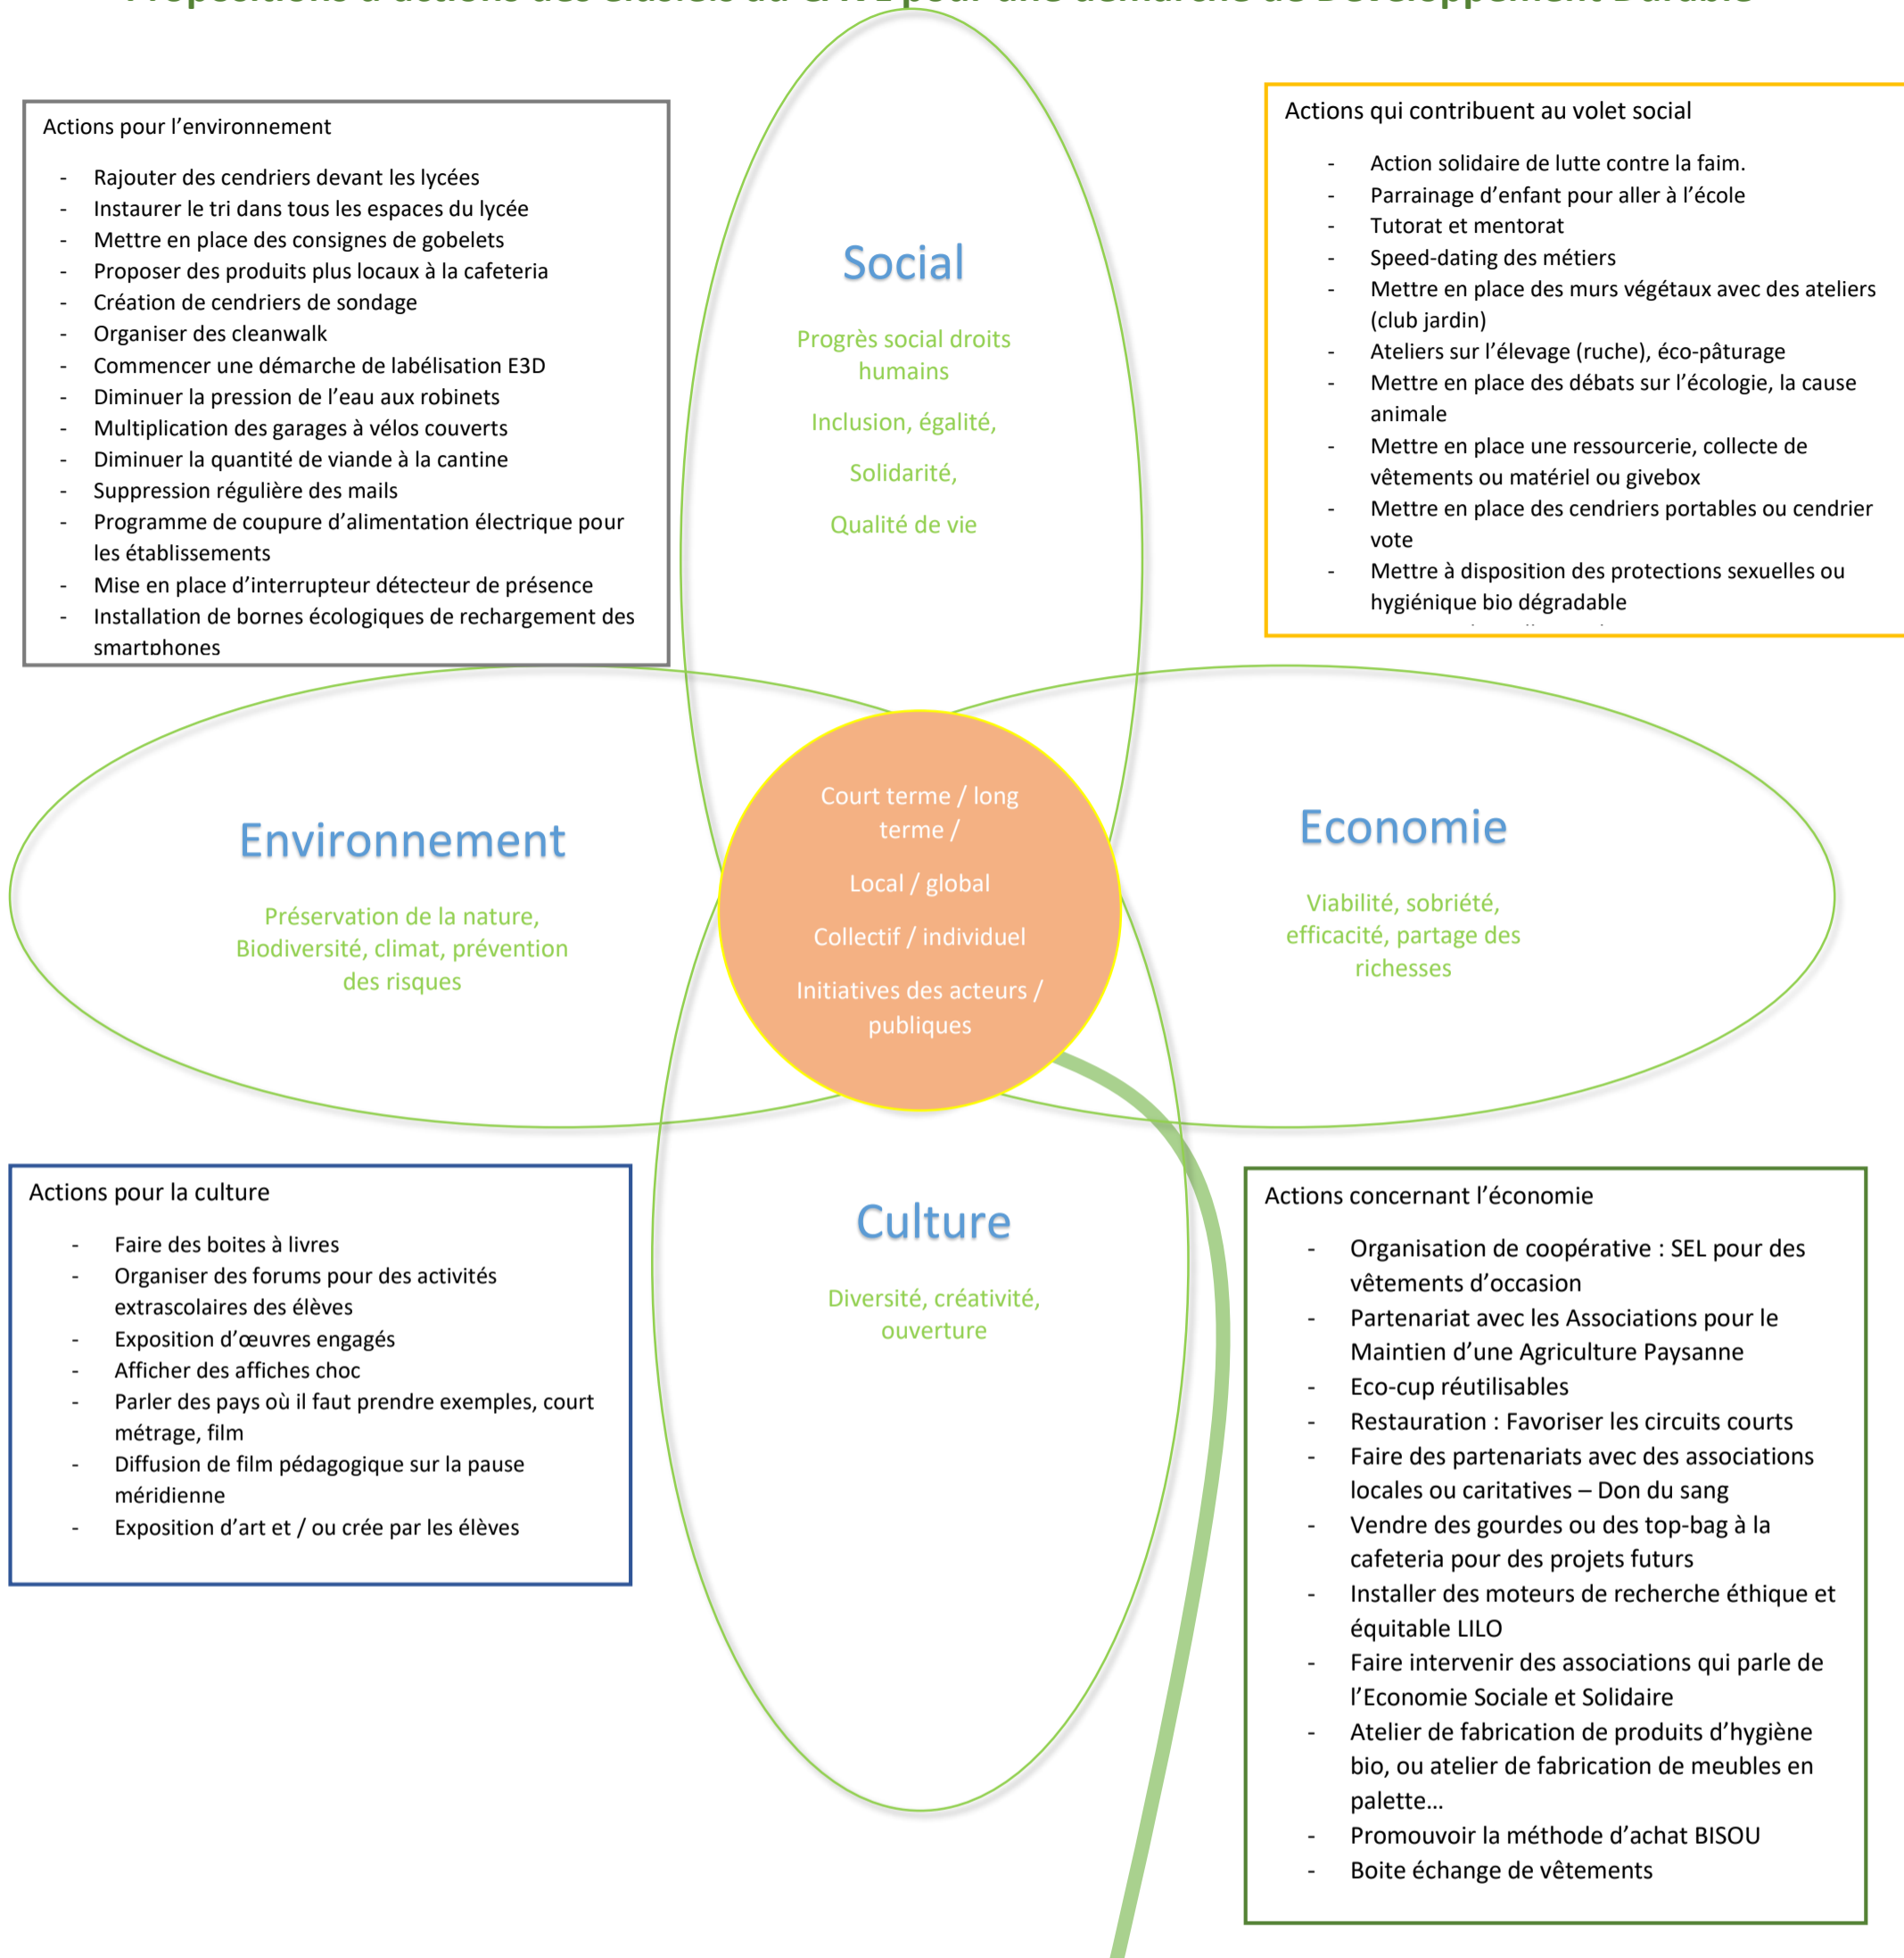 pour une démarche de Développement Durable
Actions pour l’environnement
- Rajouter des cendriers devant les lycées
- Instaurer le tri dans tous les espaces du lycée
- Mettre en place des consignes de gobelets
- Proposer des produits plus locaux à la cafeteria
- Création de cendriers de sondage
- Organiser des cleanwalk
- Commencer une démarche de labélisation E3D
- Diminuer la pression de l’eau aux robinets
- Multiplication des garages à vélos couverts
- Diminuer la quantité de viande à la cantine
- Suppression régulière des mails
- Programme de coupure d’alimentation électrique pour
les établissements
- Mise en place d’interrupteur détecteur de présence
- Installation de bornes écologiques de rechargement des
smartphones
Social
Progrès social droits
humains
Inclusion, égalité,
Solidarité,
Qualité de vie
Actions qui contribuent au volet social
- Action solidaire de lutte contre la faim.
- Parrainage d’enfant pour aller à l’école
- Tutorat et mentorat
- Speed-dating des métiers
- Mettre en place des murs végétaux avec des ateliers
(club jardin)
- Ateliers sur l’élevage (ruche), éco-pâturage
- Mettre en place des débats sur l’écologie, la cause
animale
- Mettre en place une ressourcerie, collecte de
vêtements ou matériel ou givebox
- Mettre en place des cendriers portables ou cendrier
vote
- Mettre à disposition des protections sexuelles ou
hygiénique bio dégradable
Environnement
Préservation de la nature,
Biodiversité, climat, prévention
des risques
Court terme / long
terme /
Local / global
Collectif / individuel
Initiatives des acteurs /
publiques
Economie
Viabilité, sobriété,
efficacité, partage des
richesses
Actions pour la culture
- Faire des boites à livres
- Organiser des forums pour des activités
extrascolaires des élèves
- Exposition d’œuvres engagés
- Afficher des affiches choc
- Parler des pays où il faut prendre exemples, court
métrage, film
- Diffusion de film pédagogique sur la pause
méridienne
- Exposition d’art et / ou crée par les élèves
Culture
Diversité, créativité,
ouverture
Actions concernant l’économie
- Organisation de coopérative : SEL pour des
vêtements d’occasion
- Partenariat avec les Associations pour le
Maintien d’une Agriculture Paysanne
- Eco-cup réutilisables
- Restauration : Favoriser les circuits courts
- Faire des partenariats avec des associations
locales ou caritatives – Don du sang
- Vendre des gourdes ou des top-bag à la
cafeteria pour des projets futurs
- Installer des moteurs de recherche éthique et
équitable LILO
- Faire intervenir des associations qui parle de
l’Economie Sociale et Solidaire
- Atelier de fabrication de produits d’hygiène
bio, ou atelier de fabrication de meubles en
palette…
- Promouvoir la méthode d’achat BISOU
- Boite échange de vêtements